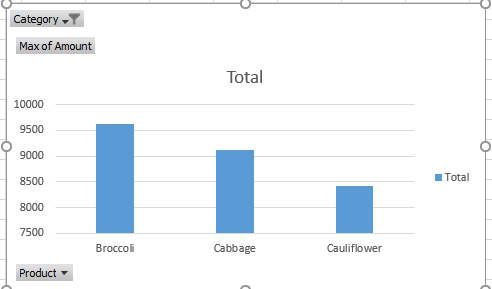 Category
Max of Amount
Total
10000
9500
9000
8500
8000
7500
Total
Broccoli Cabbage Cauliflower
Product